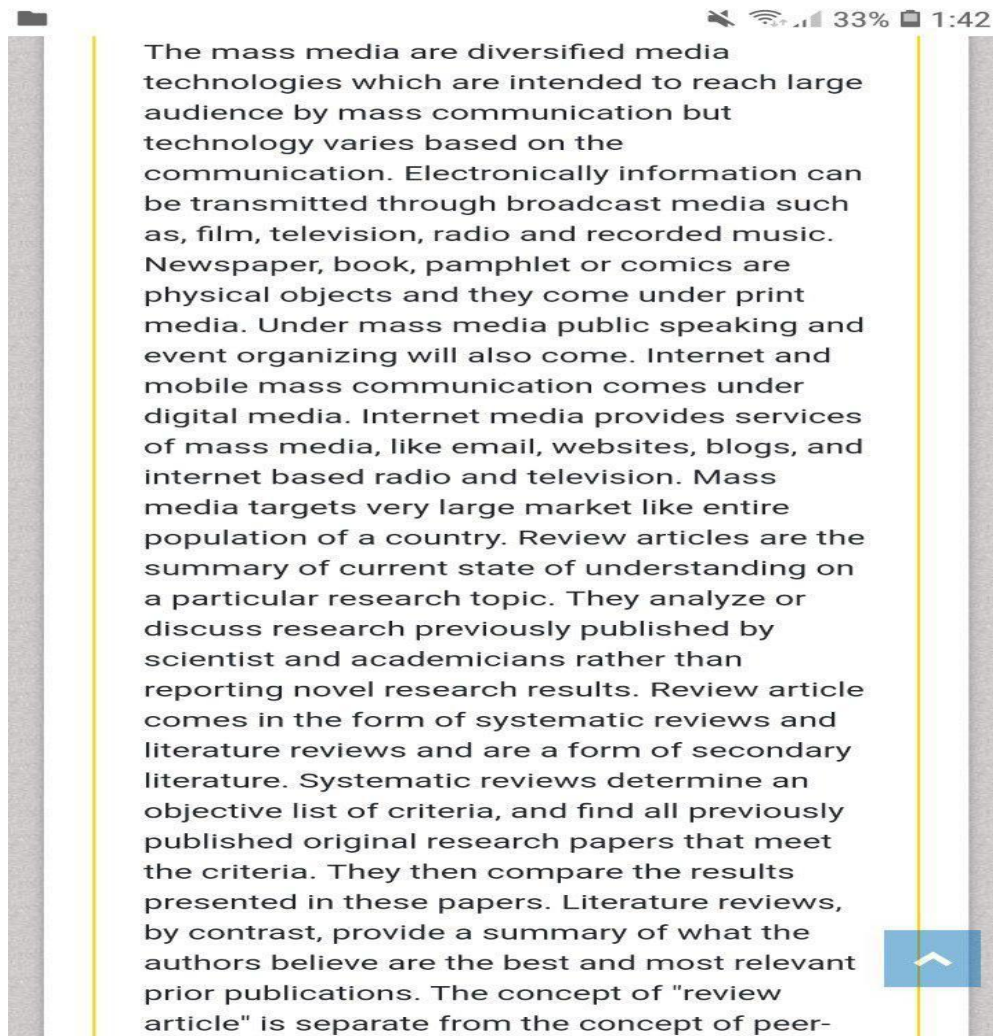 33% 1:42
The mass media are diversified media
technologies which are intended to reach large
audience by mass communication but
technology varies based on the
communication. Electronically information can
be transmitted through broadcast media such
as, film, television, radio and recorded music.
Newspaper, book, pamphlet or comics are
physical objects and they come under print
media. Under mass media public speaking and
event organizing will also come. Internet and
mobile mass communication comes under
digital media. Internet media provides services
of mass media, like email, websites, blogs, and
internet based radio and television. Mass
media targets very large market like entire
population of a country. Review articles are the
summary of current state of understanding on
a particular research topic. They analyze or
discuss research previously published by
scientist and academicians rather than
reporting novel research results. Review article
comes in the form of systematic reviews and
literature reviews and are a form of secondary
literature. Systematic reviews determine an
objective list of criteria, and find all previously
published original research papers that meet
the criteria. They then compare the results
presented in these papers. Literature reviews,
by contrast, provide a summary of what the
authors believe are the best and most relevant
prior publications. The concept of "review
article" is separate from the concept of peer-